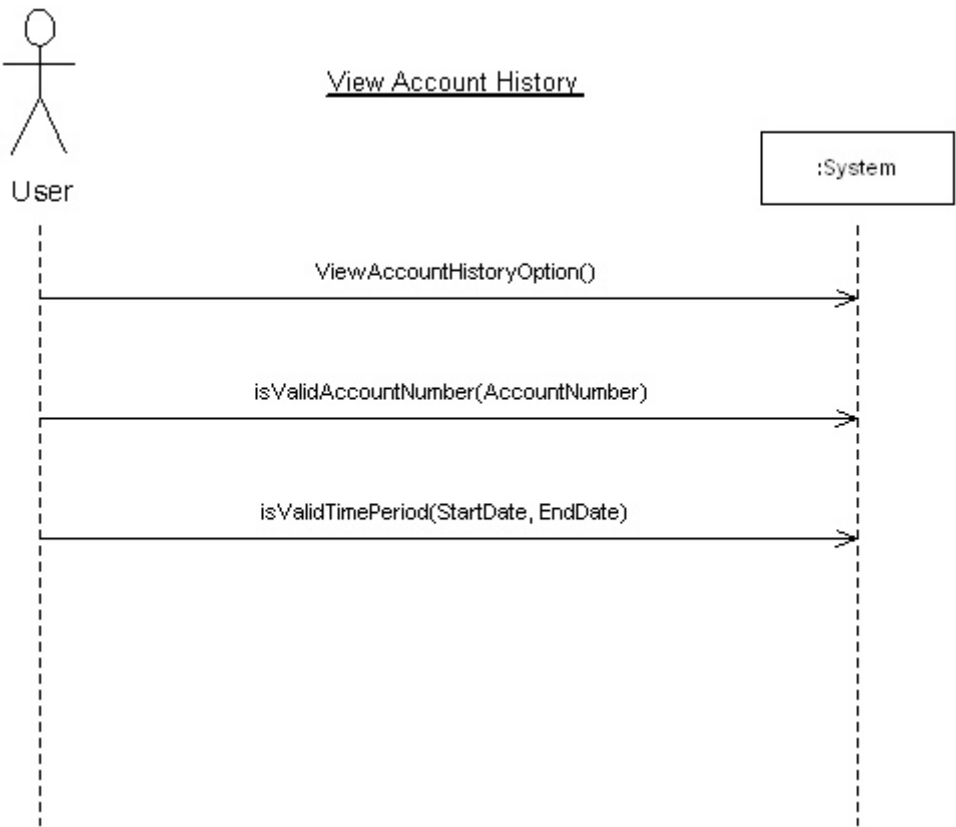 View Account History
:System
User
ViewAccountHistoryOption()
isValidAccountNumber(AccountNumber)
isValidTimePeriod(StartDate, EndDate)